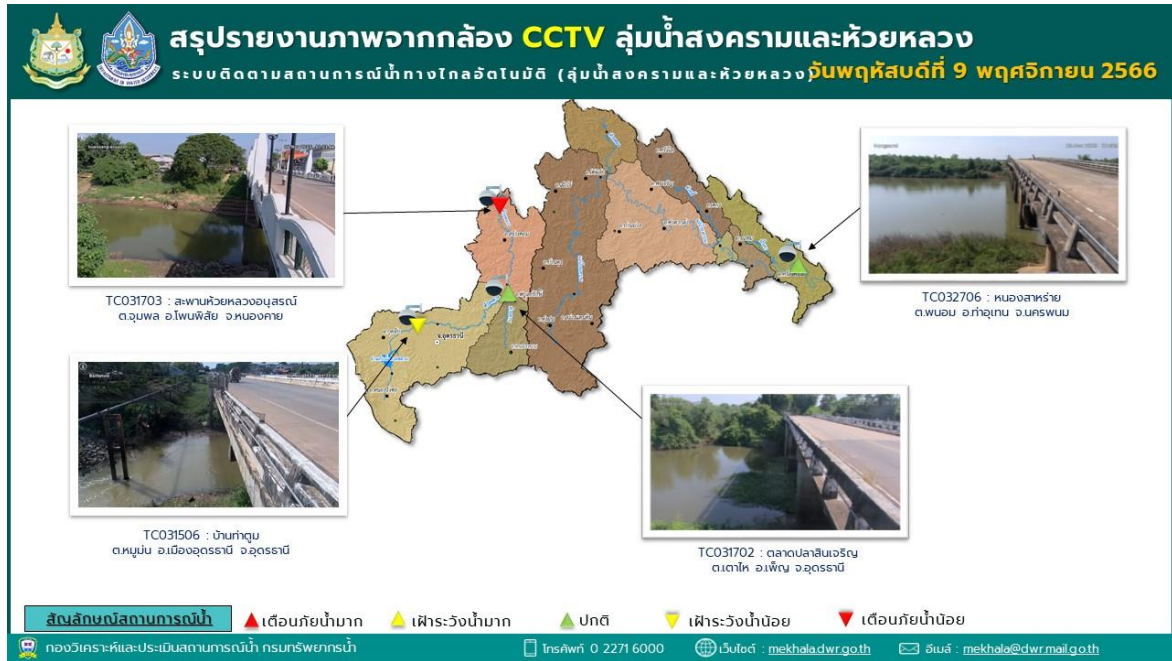 สรุปรายงานภาพจากกล้อง CCTV ลุ่มน้ำสงครามและห้วยหลวง
ระบบติดตามสถานการณ์น้ำทางไกลอัตโนมัติ (ลุ่มน้ำสงครามและห้วยหลวง)
วันพฤหัสบดีที่ 9 พฤศจิกายน 2566
TC031703 : สะพานห้วยหลวงอนุสรณ์
ต.จุมพล อ.โพนพิสัย จ.หนองคาย
TC032706 : หนองสาหร่าย
ต.พนอม อ.ท่าอุเทน จ.นครพนม
จ.อุดรธานี
TC031506 : บ้านท่าตูม
ต.หมูม่น อ.เมืองอุดรธานี จ.อุดรธานี
TC031702 : ตลาดปลาสินเจริญ
ต.เตาไห อ.เพ็ญ จ.อุดรธานี
สัญลักษณ์สถานการณ์น้ำ เตือนภัยน้ำมาก เฝ้าระวังน้ำมาก ปกติ เฝ้าระวังน้ำน้อย เตือนภัยน้ำน้อย
กองวิเคราะห์และประเมินสถานการณ์น้ำ กรมทรัพยากรน้ำ โทรศัพท์ 0 2271 6000 เว็บไซต์ : mekhala.dwr.go.th อีเมล์ : mekhala@dwr.mail.go.th